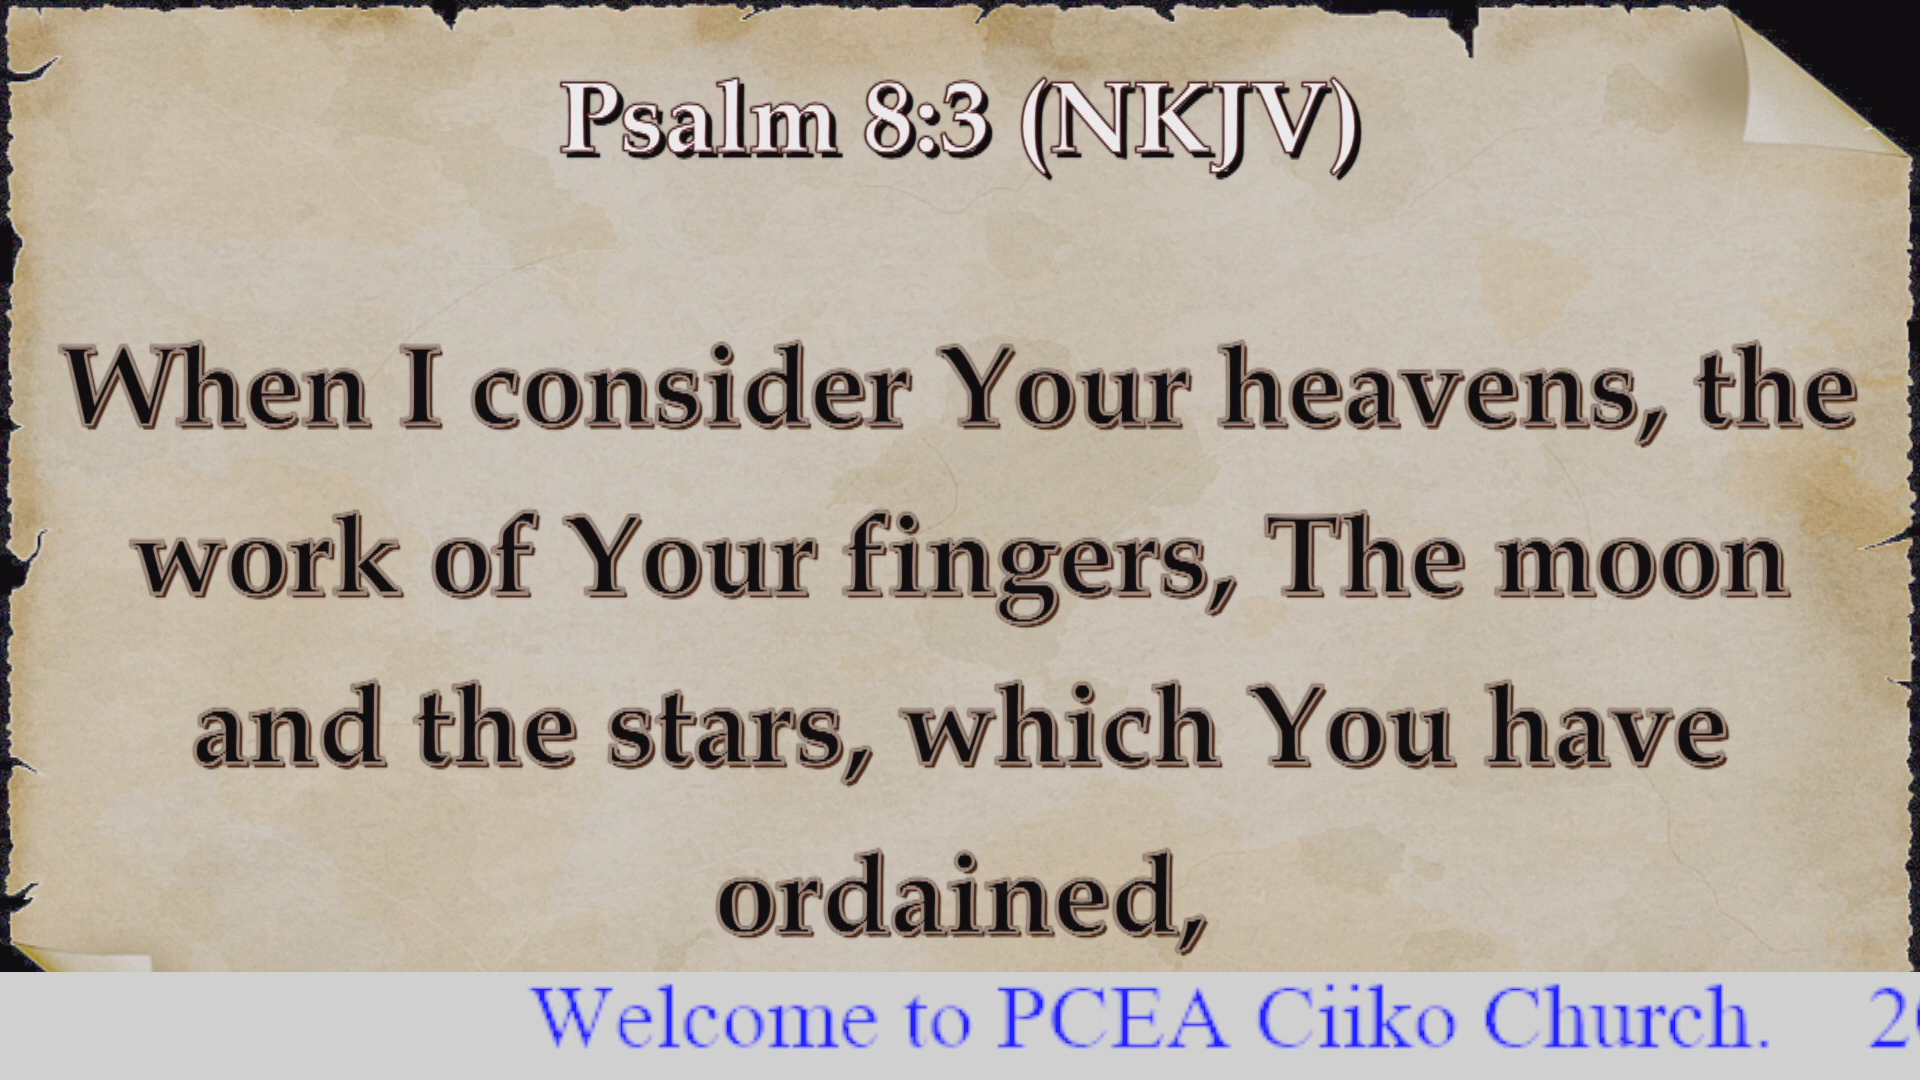 Psalm 8:3 (NKJV)
When I consider Your heavens, the
work of Your fingers, The moon
and the stars, which You have
ordained,
Welcome to PCEA Ciiko Church.